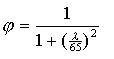 φ = 1 / (1 + (λ/65)²)